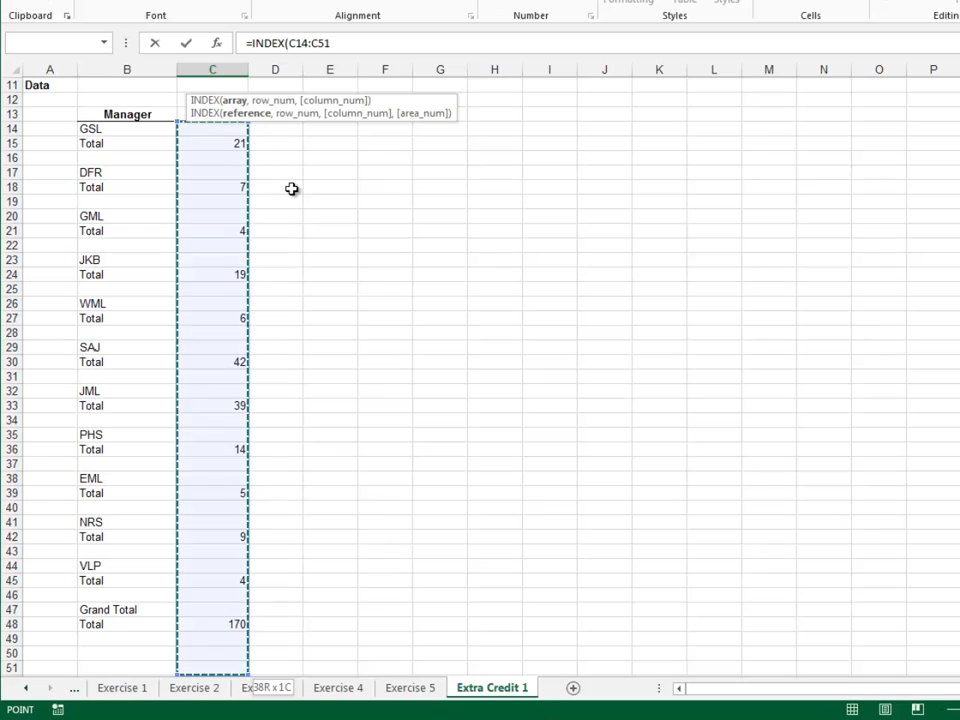 Formatting Table Styles
Clipboard Font Alignment Number Styles Cells Editin
=INDEX(C14:C51
A B C D E F G H I J K L M N O P
11 Data
12 INDEX(array, row_num, [column_num])
13 Manager INDEX(reference, row_num, [column_num], [area_num])
14 GSL
15 Total 21
16
17 DFR
18 Total 7
19
20 GML
21 Total 4
22
23 JKB
24 Total 19
25
26 WML
27 Total 6
28
29 SAJ
30 Total 42
31
32 JML
33 Total 39
34
35 PHS
36 Total 14
37
38 EML
39 Total 5
40
41 NRS
42 Total 9
43
44 VLP
45 Total 4
46
47 Grand Total
48 Total 170
49
50
51
... Exercise 1 Exercise 2 Ex 38R x 1C Exercise 4 Exercise 5 Extra Credit 1
POINT